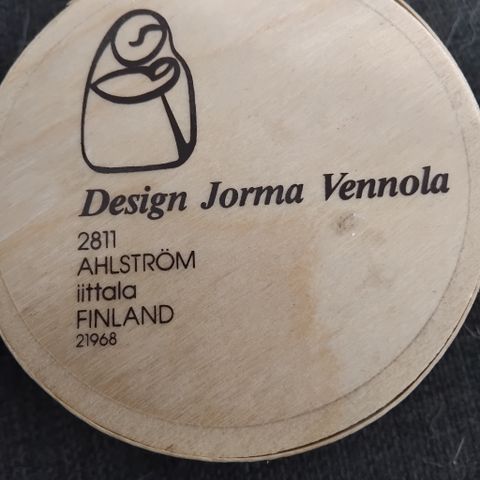 Design Jorma Vennola
2811
AHLSTRÖM
iittala
FINLAND
21968